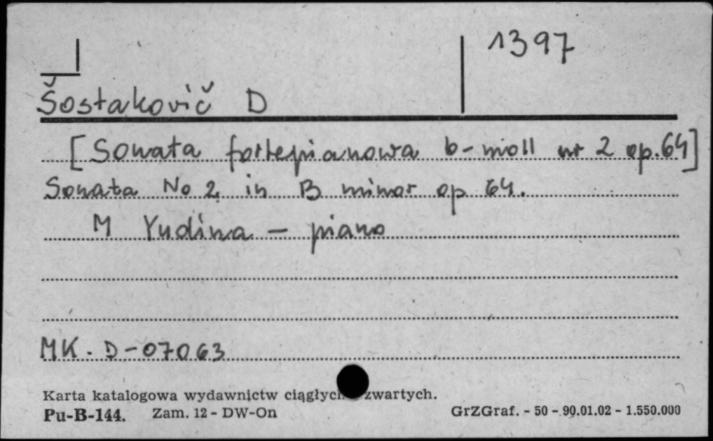 1397
Šostakovič D
[Sonata fortepianowa b-moll nr 2 op.64]
Sonata No 2 in B minor op 64.
M Yudina - piano
MK. D-07063
Karta katalogowa wydawnictw ciągłych zwartych.
Pu-B-144. Zam. 12 - DW-On GrZGraf. - 50 - 90.01.02 - 1.550.000